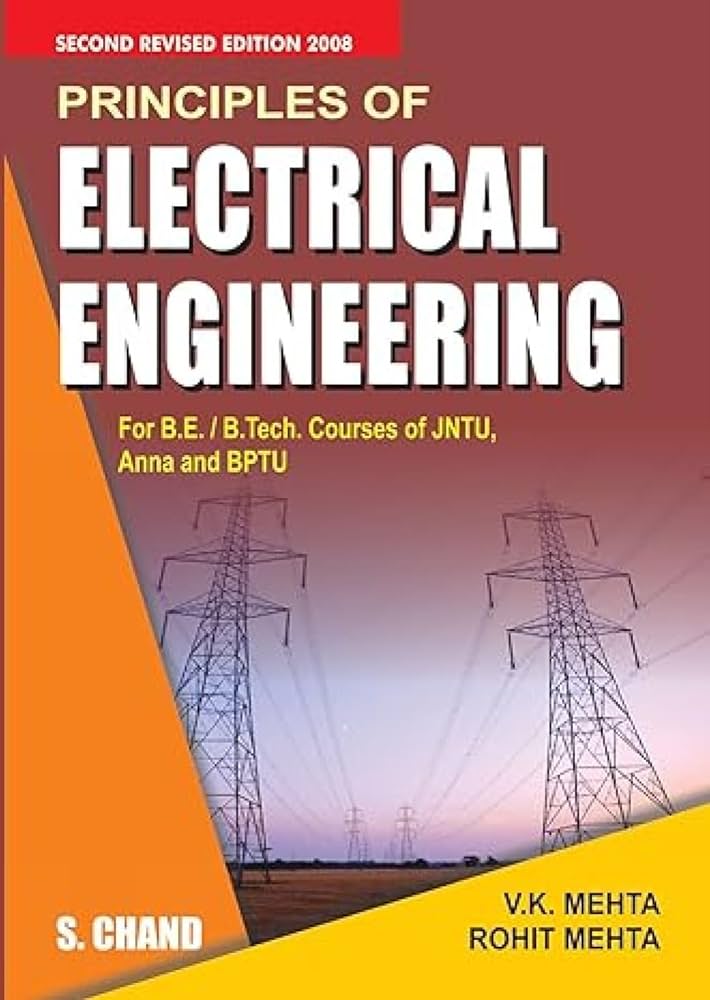 SECOND REVISED EDITION 2008
PRINCIPLES OF
ELECTRICAL
ENGINEERING
For B.E. / B.Tech. Courses of JNTU,
Anna and BPTU
V.K. MEHTA
ROHIT MEHTA
S. CHAND